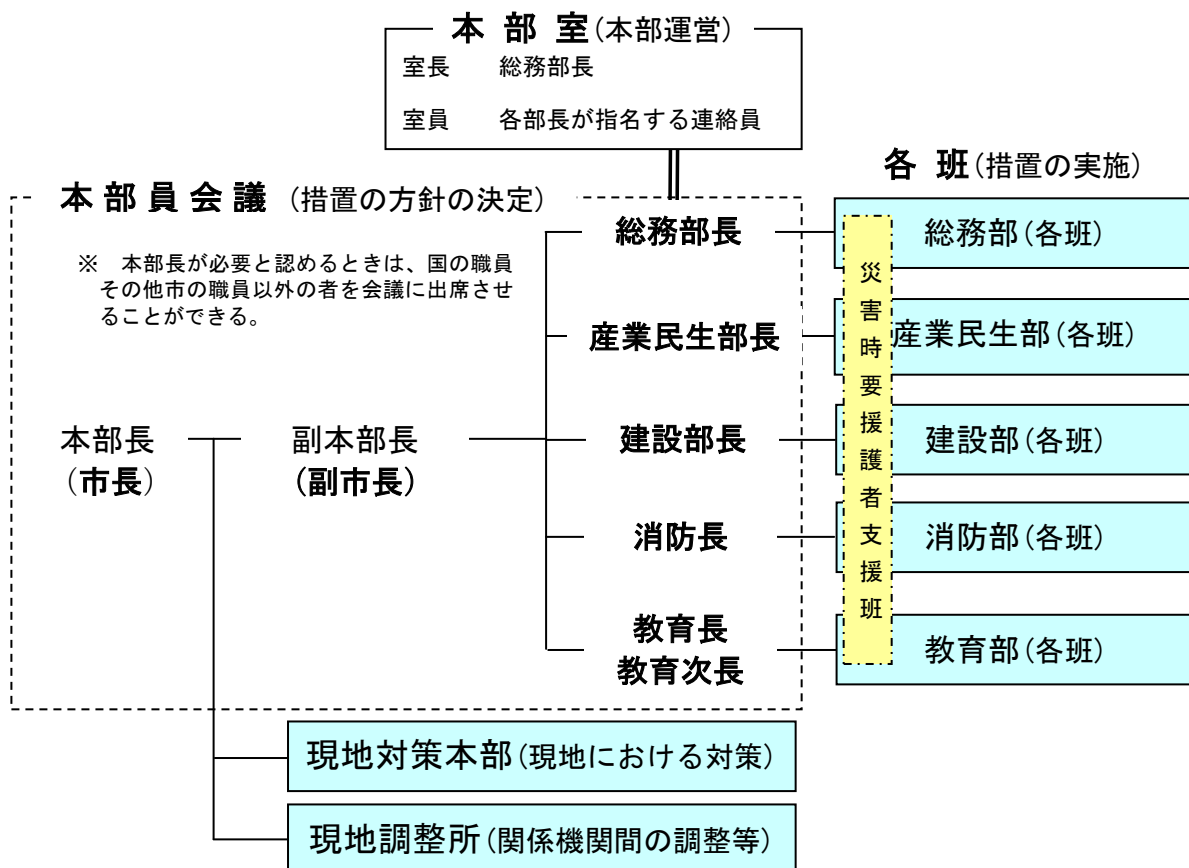 本部室(本部運営)
室長　総務部長
室員　各部長が指名する連絡員
各班(措置の実施)
本部員会議 (措置の方針の決定)
※　本部長が必要と認めるときは、国の職員
その他市の職員以外の者を会議に出席させ
ることができる。
本部長
(市長)
副本部長
(副市長)
総務部長
産業民生部長
建設部長
消防長
教育長
教育次長
総務部(各班)
産業民生部(各班)
建設部(各班)
消防部(各班)
教育部(各班)
災害時要援護者支援班
現地対策本部(現地における対策)
現地調整所(関係機関間の調整等)